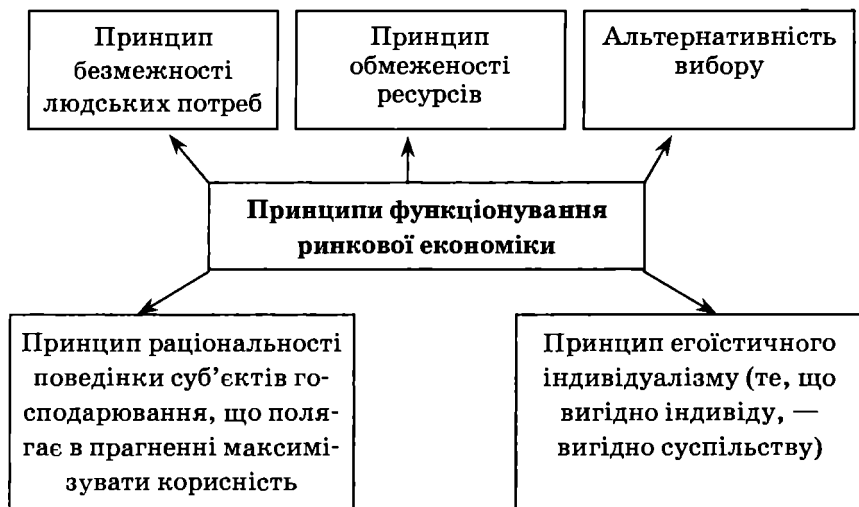 Принцип
безмежності
людських потреб
Принцип
обмеженості
ресурсів
Альтернативність
вибору
Принципи функціонування
ринкової економіки
Принцип раціональності
поведінки суб’єктів го-
сподарювання, що поля-
гає в прагненні максимі-
зувати корисність
Принцип егоїстичного
індивідуалізму (те, що
вигідно індивіду, —
вигідно суспільству)